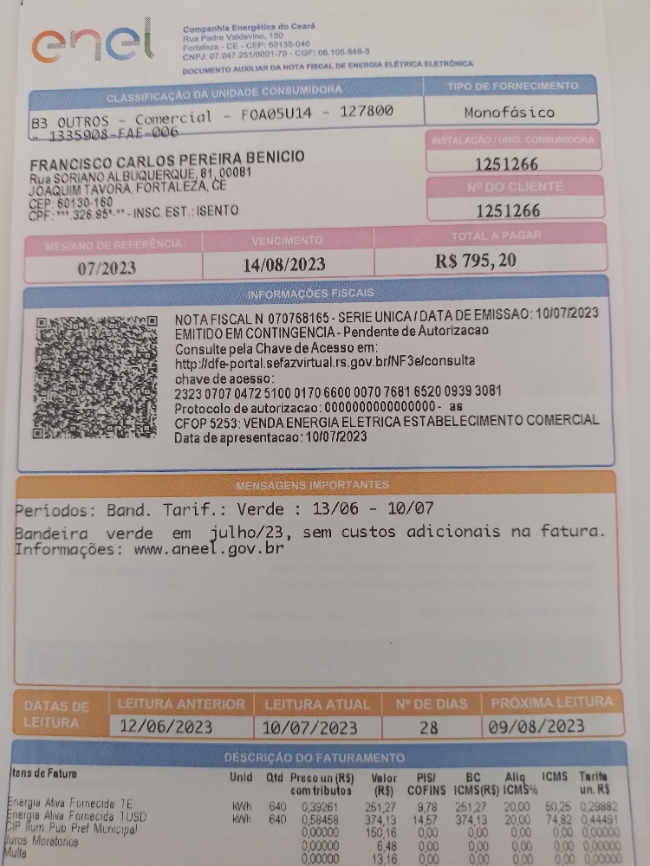 enel
Companhia Energética do Ceará
Rua Padre Valdevino, 150
Fortaleza - CE - CEP: 60135-040
CNPJ: 07.047.251/0001-70 - CGF: 06.105.848-3
DOCUMENTO AUXILIAR DA NOTA FISCAL DE ENERGIA ELÉTRICA ELETRÔNICA
CLASSIFICAÇÃO DA UNIDADE CONSUMIDORA
TIPO DE FORNECIMENTO
B3 OUTROS - Comercial - FOA05U14 - 127800
- 1335908-FAE-006
Monofásico
INSTALAÇÃO / UNID. CONSUMIDORA
1251266
FRANCISCO CARLOS PEREIRA BENICIO
Rua SORIANO ALBUQUERQUE, 81, 00081
JOAQUIM TAVORA, FORTALEZA, CE
CEP: 60130-160
CPF: ***.326.95*-** - INSC. EST.: ISENTO
Nº DO CLIENTE
1251266
MÊS/ANO DE REFERÊNCIA VENCIMENTO TOTAL A PAGAR
07/2023 14/08/2023 R$ 795,20
INFORMAÇÕES FISCAIS
NOTA FISCAL N 070768165 - SERIE UNICA / DATA DE EMISSAO: 10/07/2023
EMITIDO EM CONTINGENCIA - Pendente de Autorizacao
Consulte pela Chave de Acesso em:
http://dfe-portal.sefazvirtual.rs.gov.br/NF3e/consulta
chave de acesso:
2323 0707 0472 5100 0170 6600 0070 7681 6520 0939 3081
Protocolo de autorizacao: 0000000000000000 - as
CFOP 5253: VENDA ENERGIA ELETRICA ESTABELECIMENTO COMERCIAL
Data de apresentacao: 10/07/2023
MENSAGENS IMPORTANTES
Períodos: Band. Tarif.: Verde : 13/06 - 10/07
Bandeira verde em julho/23, sem custos adicionais na fatura.
Informações: www.aneel.gov.br
DATAS DE LEITURA
LEITURA ANTERIOR LEITURA ATUAL Nº DE DIAS PRÓXIMA LEITURA
12/06/2023 10/07/2023 28 09/08/2023
DESCRIÇÃO DO FATURAMENTO
Itens de Fatura Unid Qtd Preco un (R$) com tributos Valor (R$) PIS/ COFINS BC ICMS(R$) Aliq ICMS% ICMS Tarifa un. R$
Energia Ativa Fornecida TE kWh 640 0,39261 251,27 9,78 251,27 20,00 50,25 0,29882
Energia Ativa Fornecida TUSD kWh 640 0,58458 374,13 14,57 374,13 20,00 74,82 0,44491
CIP Ilum Pub Pref Municipal 0,00000 150,16 0,00 0,00 0,00 0,00 0,00000
Juros Moratorios 0,00000 6,48 0,00 0,00 0,00 0,00 0,00000
Multa 0,00000 13,16 0,00 0,00 0,00 0,00 0,00000